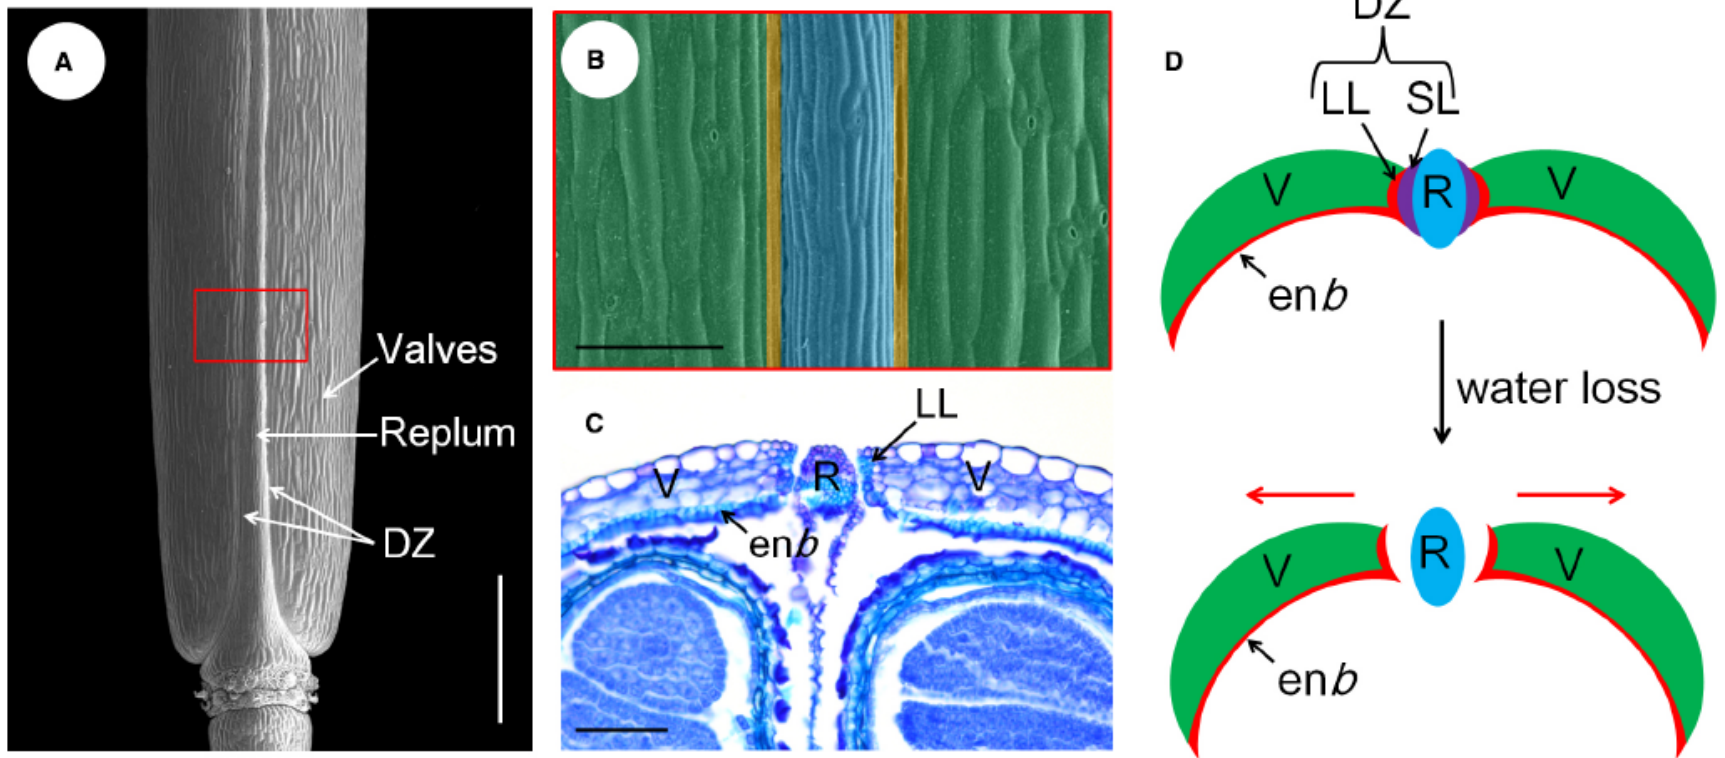 A
Valves
Replum
DZ
B
C
LL
V
R
V
enb
D
DZ
LL SL
V
R
V
enb
water loss
V
R
V
enb